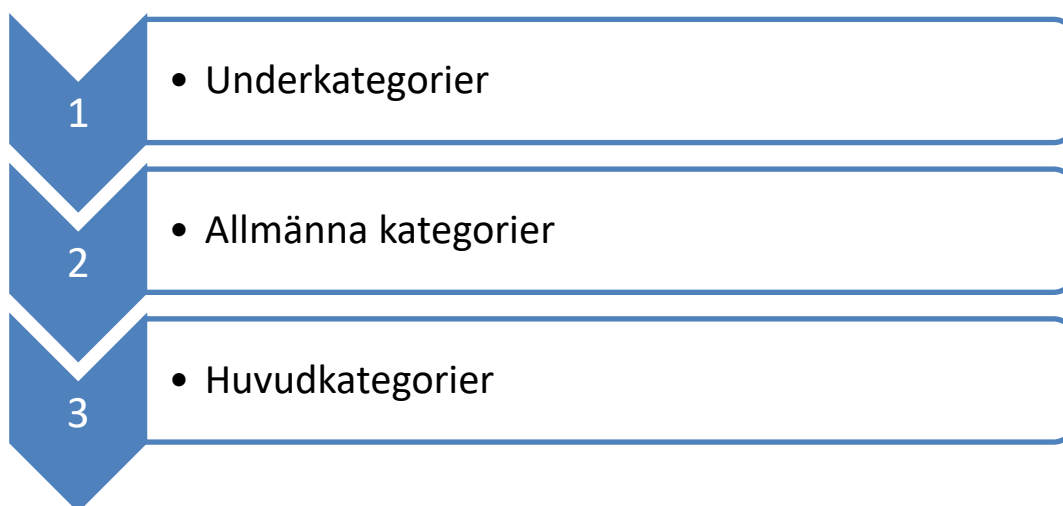 1
• Underkategorier
2
• Allmänna kategorier
3
• Huvudkategorier